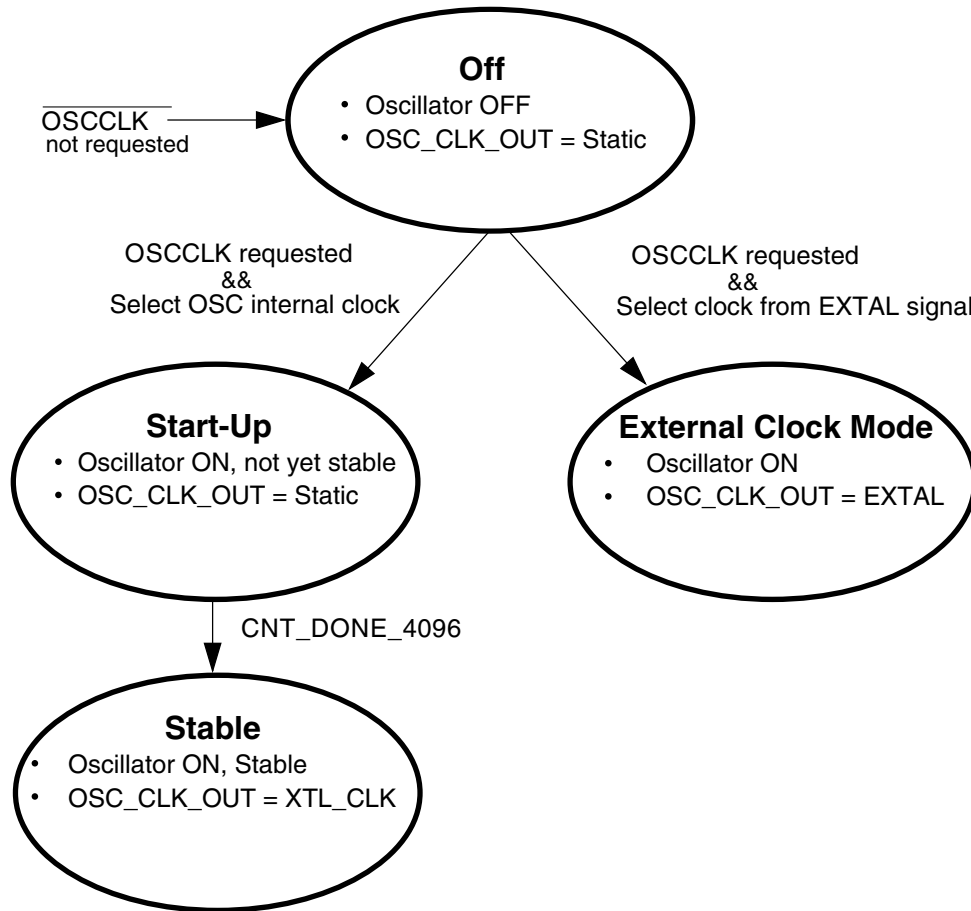 Off
• Oscillator OFF
• OSC_CLK_OUT = Static
OSCCLK
not requested
OSCCLK requested
&&
Select OSC internal clock
OSCCLK requested
&&
Select clock from EXTAL signal
Start-Up
• Oscillator ON, not yet stable
• OSC_CLK_OUT = Static
External Clock Mode
• Oscillator ON
• OSC_CLK_OUT = EXTAL
CNT_DONE_4096
Stable
• Oscillator ON, Stable
• OSC_CLK_OUT = XTL_CLK